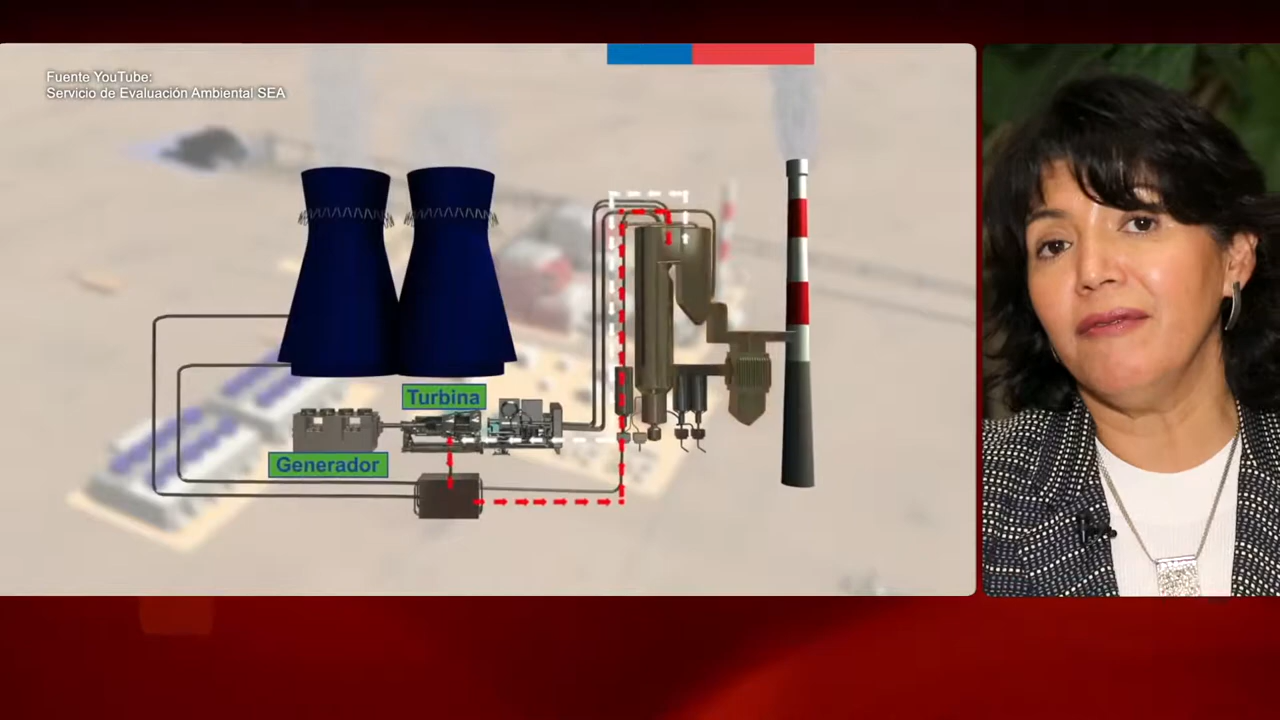 Fuente YouTube:
Servicio de Evaluación Ambiental SEA
Turbina
Generador